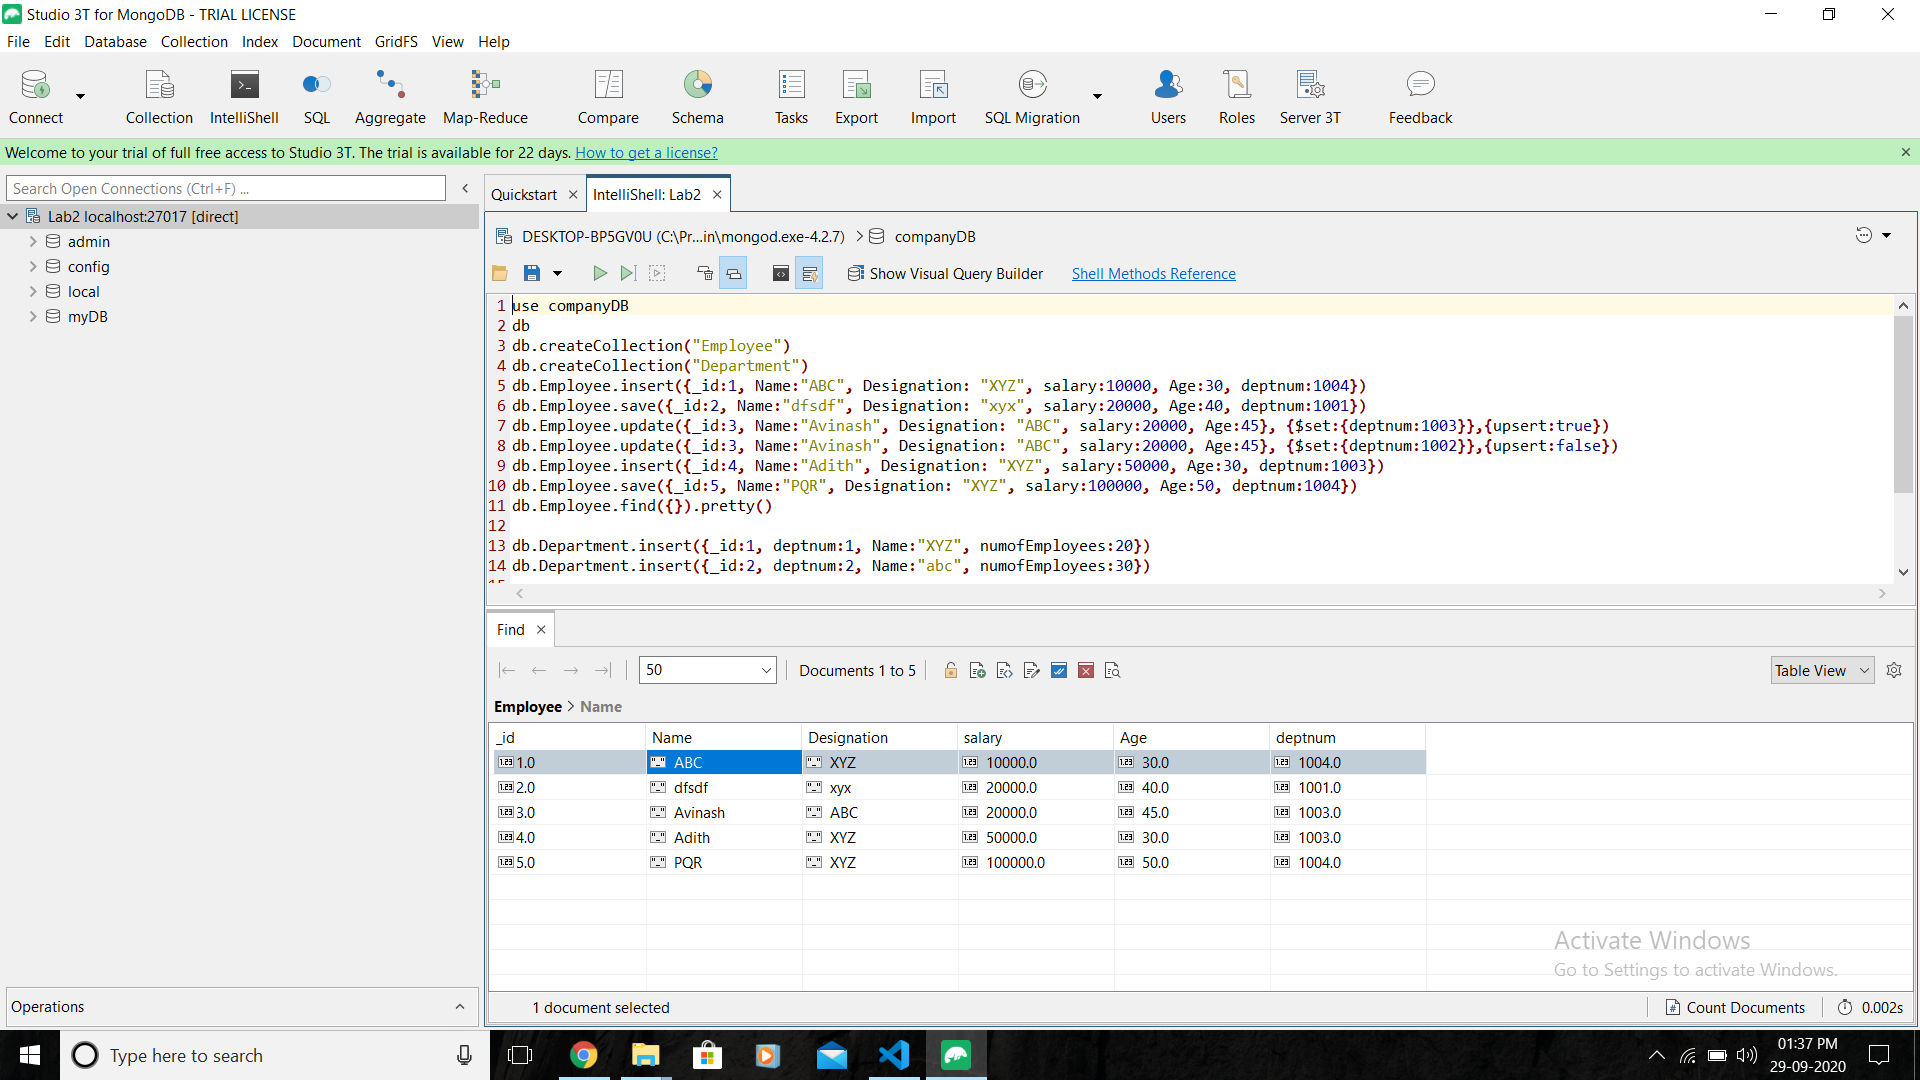 Studio 3T for MongoDB - TRIAL LICENSE
File Edit Database Collection Index Document GridFS View Help
Connect Collection IntelliShell SQL Aggregate Map-Reduce Compare Schema Tasks Export Import SQL Migration Users Roles Server 3T Feedback
Welcome to your trial of full free access to Studio 3T. The trial is available for 22 days. How to get a license?
Search Open Connections (Ctrl+F) ...
Lab2 localhost:27017 [direct]
admin
config
local
myDB
Operations
Quickstart IntelliShell: Lab2
DESKTOP-BP5GV0U (C:\Pr...in\mongod.exe-4.2.7) > companyDB
Show Visual Query Builder Shell Methods Reference
1 use companyDB
2 db
3 db.createCollection("Employee")
4 db.createCollection("Department")
5 db.Employee.insert({_id:1, Name:"ABC", Designation: "XYZ", salary:10000, Age:30, deptnum:1004})
6 db.Employee.save({_id:2, Name:"dfsdf", Designation: "xyx", salary:20000, Age:40, deptnum:1001})
7 db.Employee.update({_id:3, Name:"Avinash", Designation: "ABC", salary:20000, Age:45}, {$set:{deptnum:1003}},{upsert:true})
8 db.Employee.update({_id:3, Name:"Avinash", Designation: "ABC", salary:20000, Age:45}, {$set:{deptnum:1002}},{upsert:false})
9 db.Employee.insert({_id:4, Name:"Adith", Designation: "XYZ", salary:50000, Age:30, deptnum:1003})
10 db.Employee.save({_id:5, Name:"PQR", Designation: "XYZ", salary:100000, Age:50, deptnum:1004})
11 db.Employee.find({}).pretty()
12
13 db.Department.insert({_id:1, deptnum:1, Name:"XYZ", numofEmployees:20})
14 db.Department.insert({_id:2, deptnum:2, Name:"abc", numofEmployees:30})
Find
50 Documents 1 to 5 Table View
Employee > Name
_id Name Designation salary Age deptnum
1.0 ABC XYZ 10000.0 30.0 1004.0
2.0 dfsdf xyx 20000.0 40.0 1001.0
3.0 Avinash ABC 20000.0 45.0 1003.0
4.0 Adith XYZ 50000.0 30.0 1003.0
5.0 PQR XYZ 100000.0 50.0 1004.0
Activate Windows
Go to Settings to activate Windows.
1 document selected Count Documents 0.002s
Type here to search
01:37 PM
29-09-2020